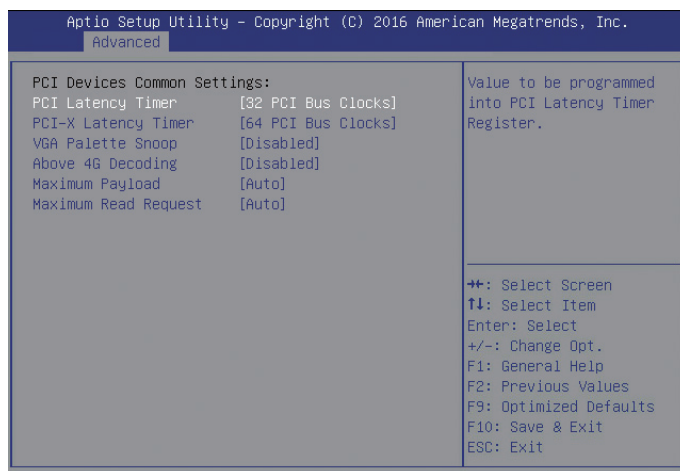 Aptio Setup Utility – Copyright (C) 2016 American Megatrends, Inc.
Advanced
PCI Devices Common Settings:
PCI Latency Timer [32 PCI Bus Clocks]
PCI-X Latency Timer [64 PCI Bus Clocks]
VGA Palette Snoop [Disabled]
Above 4G Decoding [Disabled]
Maximum Payload [Auto]
Maximum Read Request [Auto]
Value to be programmed
into PCI Latency Timer
Register.
→←: Select Screen
↑↓: Select Item
Enter: Select
+/-: Change Opt.
F1: General Help
F2: Previous Values
F9: Optimized Defaults
F10: Save & Exit
ESC: Exit